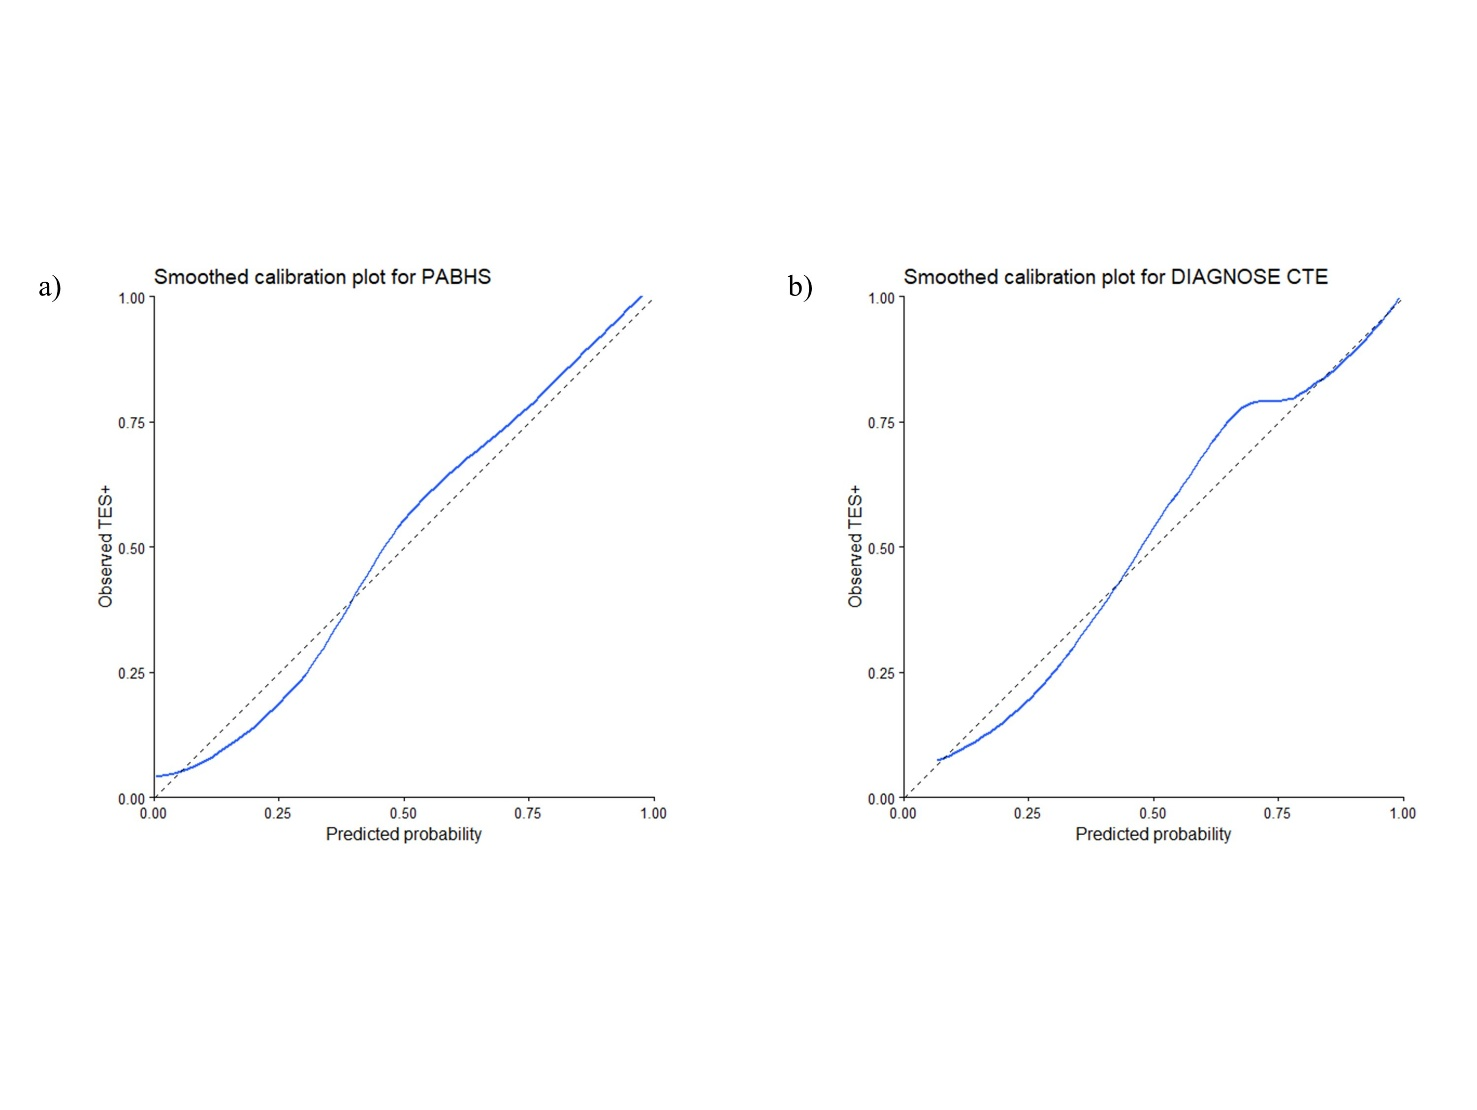 a)
Smoothed calibration plot for PABHS
1.00
0.75
0.50
0.25
0.00
Observed TES+
0.00 0.25 0.50 0.75 1.00
Predicted probability
b)
Smoothed calibration plot for DIAGNOSE CTE
1.00
0.75
0.50
0.25
0.00
Observed TES+
0.00 0.25 0.50 0.75 1.00
Predicted probability